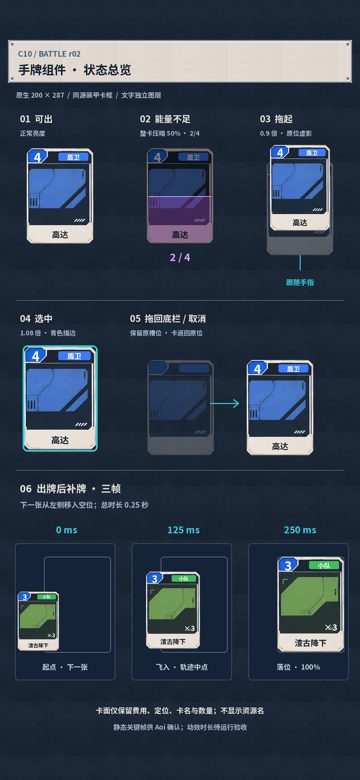 C10 / BATTLE r02
手牌组件 • 状态总览
原生 200 × 287 / 同源装甲卡框 / 文字独立图层
01 可出
正常亮度
4
盾卫
高达
02 能量不足
整卡压暗 50% · 2/4
4
盾卫
高达
2 / 4
03 拖起
0.9 倍 · 原位虚影
4
盾卫
高达
跟随手指
04 选中
1.08 倍 · 青色描边
4
盾卫
高达
05 拖回底栏 / 取消
保留原槽位 · 卡返回原位
4
盾卫
高达
06 出牌后补牌 • 三帧
下一张从左侧移入空位；总时长 0.25 秒
0 ms
3
小队
×3
渣古降下
起点 · 下一张
125 ms
3
小队
×3
渣古降下
飞入 · 轨迹中点
250 ms
3
小队
×3
渣古降下
落位 · 100%
卡面仅保留费用、定位、卡名与数量；不显示资源名
静态关键帧供 Aoi 确认；动效时长待运行验收